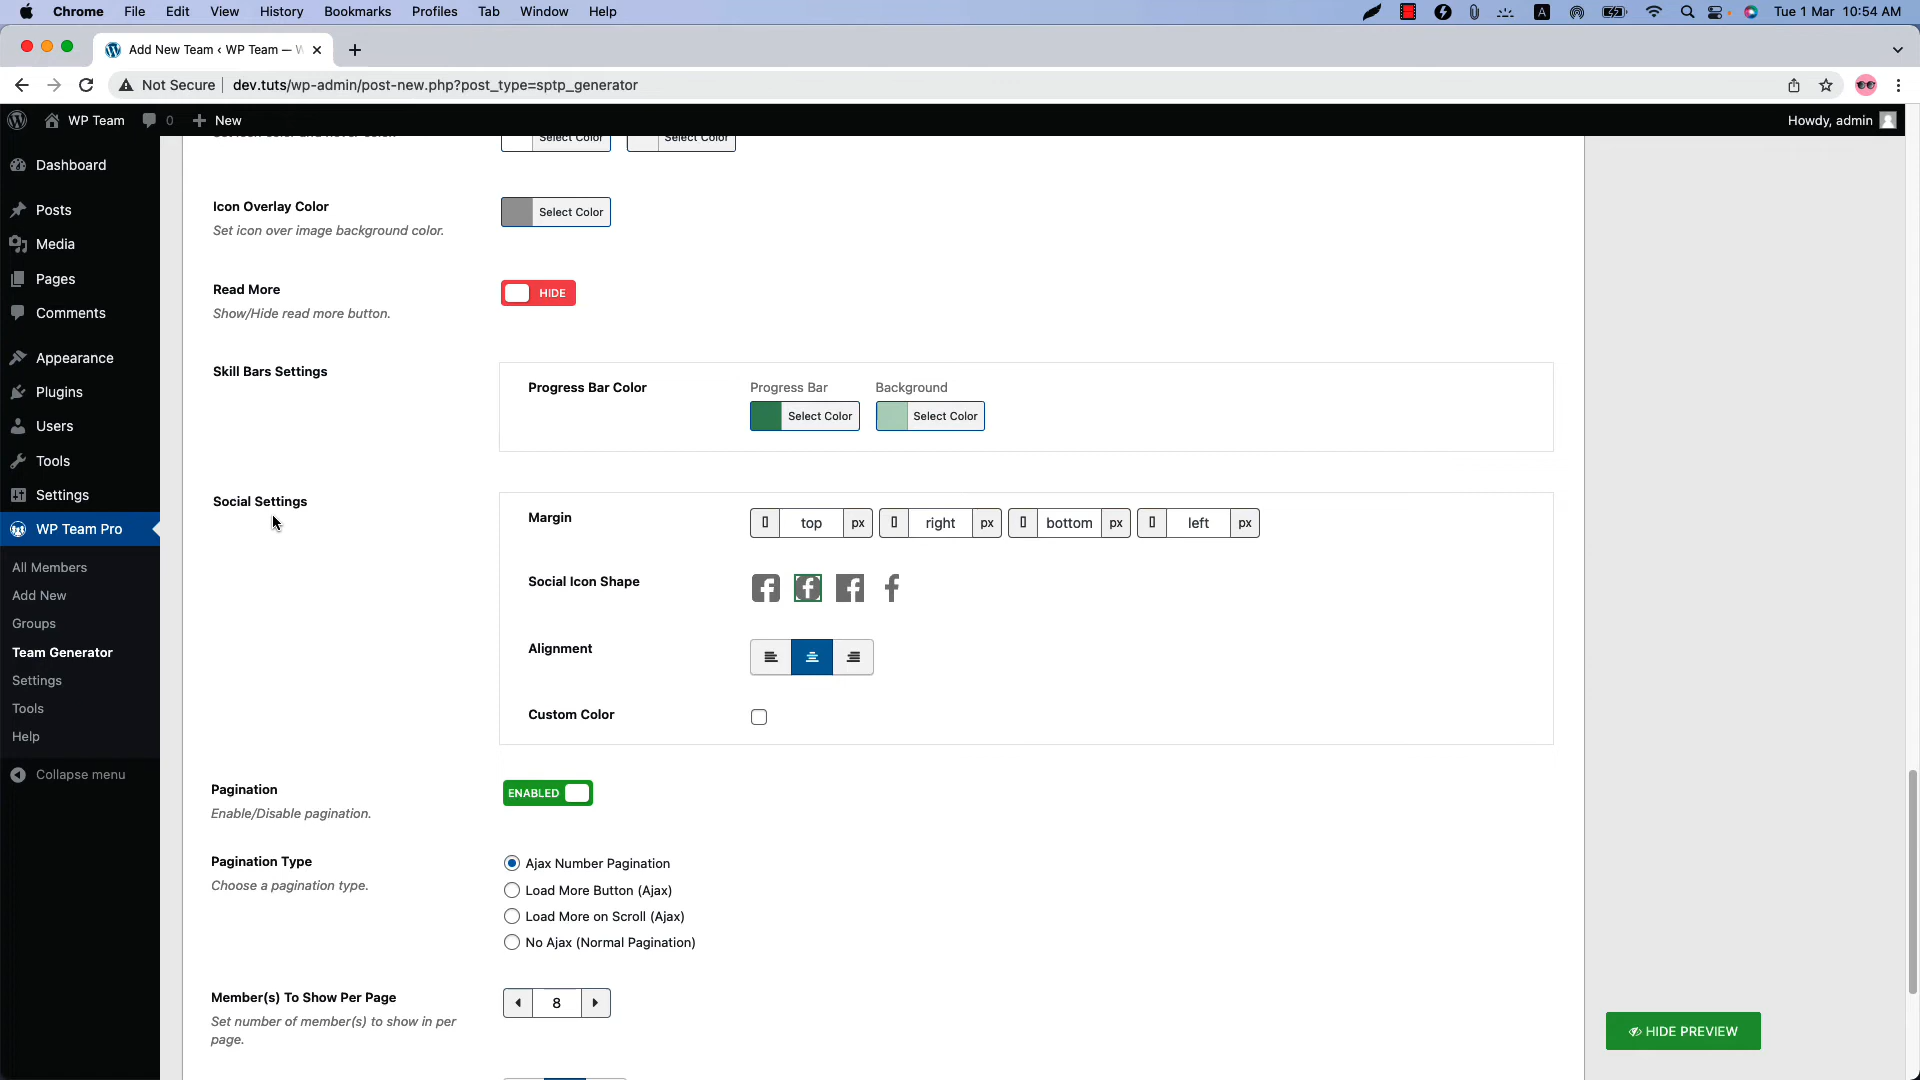 Chrome File Edit View History Bookmarks Profiles Tab Window Help Tue 1 Mar 10:54 AM
Add New Team ‹ WP Team — W
Not Secure dev.tuts/wp-admin/post-new.php?post_type=sptp_generator
WP Team 0 New Howdy, admin
Select Color Select Color
Dashboard
Posts
Media
Pages
Comments
Appearance
Plugins
Users
Tools
Settings
WP Team Pro
All Members
Add New
Groups
Team Generator
Settings
Tools
Help
Collapse menu
Icon Overlay Color
Set icon over image background color.
Select Color
Read More
Show/Hide read more button.
HIDE
Skill Bars Settings
Progress Bar Color
Progress Bar Background
Select Color Select Color
Social Settings
Margin
top px right px bottom px left px
Social Icon Shape
Alignment
Custom Color
Pagination
Enable/Disable pagination.
ENABLED
Pagination Type
Choose a pagination type.
Ajax Number Pagination
Load More Button (Ajax)
Load More on Scroll (Ajax)
No Ajax (Normal Pagination)
Member(s) To Show Per Page
Set number of member(s) to show in per
page.
8
HIDE PREVIEW